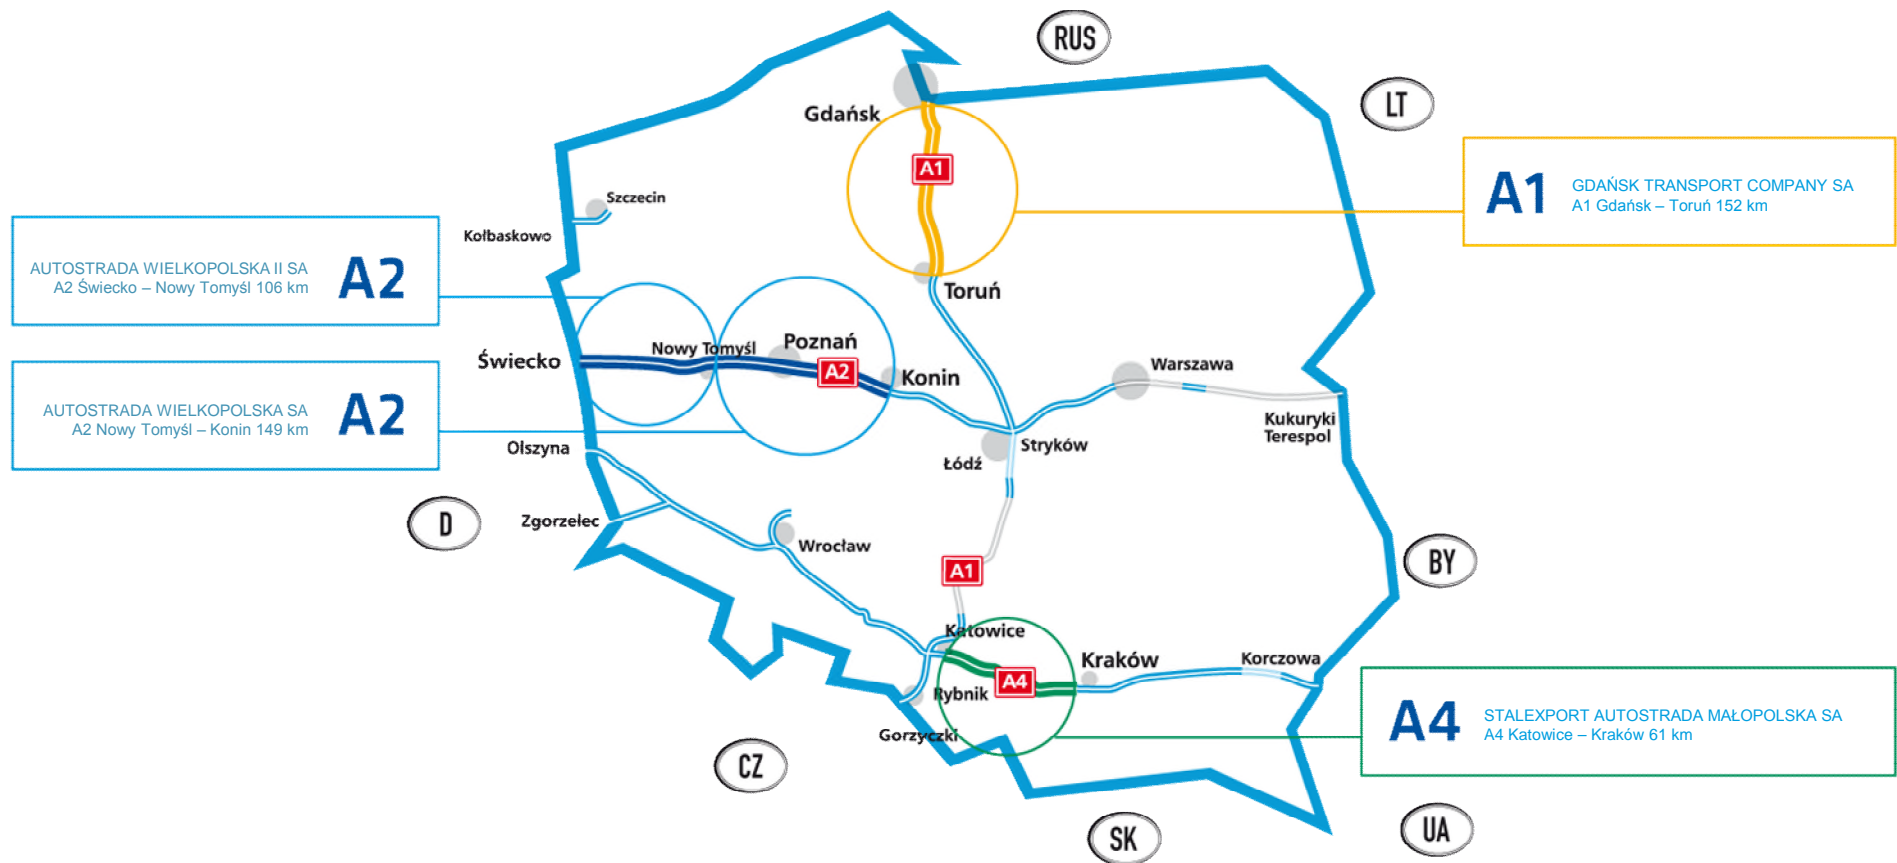 RUS
LT
Gdańsk
A1
A1
GDAŃSK TRANSPORT COMPANY SA
A1 Gdańsk – Toruń 152 km
Szczecin
Kołbaskowo
AUTOSTRADA WIELKOPOLSKA II SA
A2 Świecko – Nowy Tomyśl 106 km
A2
Toruń
Świecko
Nowy Tomyśl
Poznań
A2
Konin
Warszawa
Kukuryki
Terespol
AUTOSTRADA WIELKOPOLSKA SA
A2 Nowy Tomyśl – Konin 149 km
A2
Olszyna
Łódź
Stryków
D
Zgorzelec
Wrocław
A1
BY
Katowice
Kraków
Korczowa
Rybnik
A4
Gorzyczki
A4
STALEXPORT AUTOSTRADA MAŁOPOLSKA SA
A4 Katowice – Kraków 61 km
CZ
SK
UA